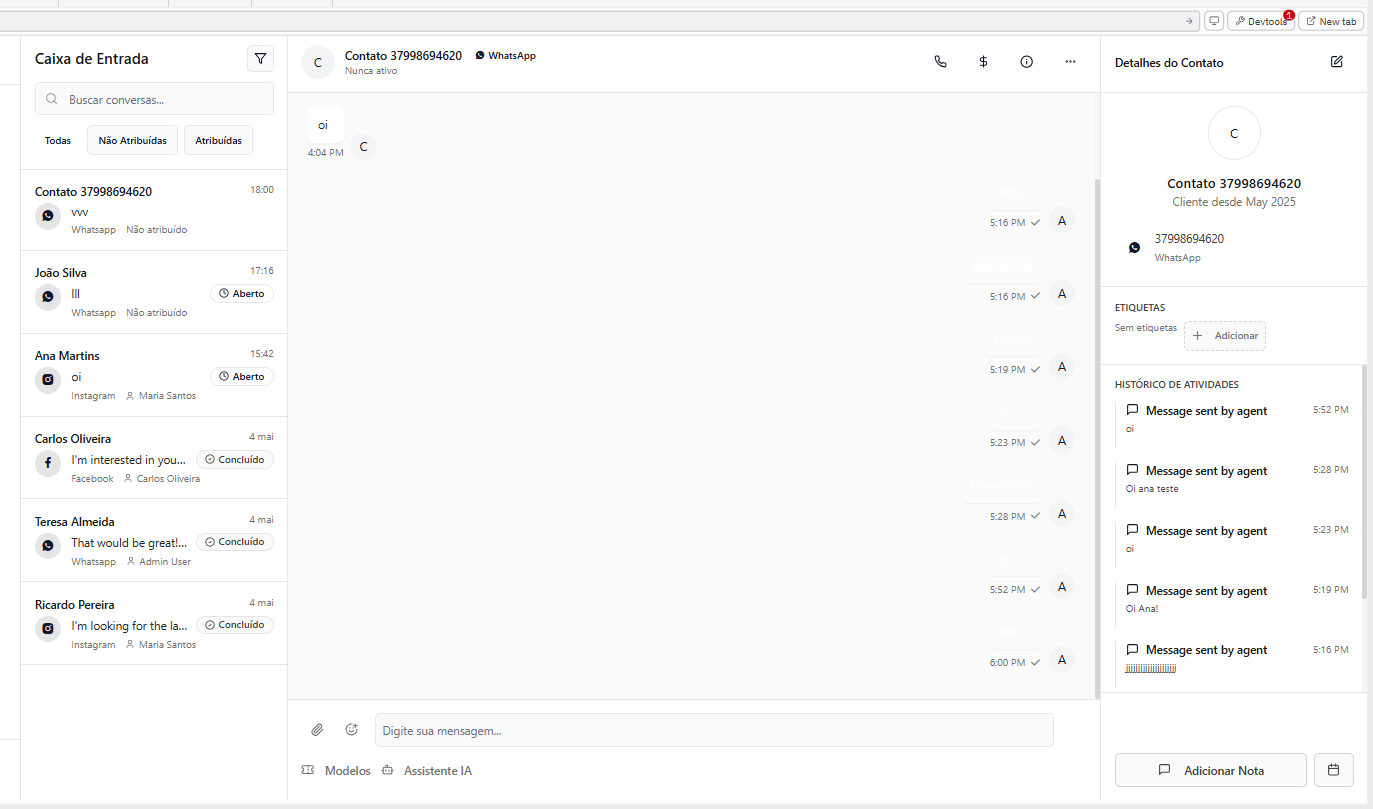 Devtools
1
New tab
Caixa de Entrada
Buscar conversas...
Todas
Não Atribuídas
Atribuídas
Contato 37998694620
18:00
vvv
Whatsapp
Não atribuído
João Silva
17:16
lll
Aberto
Whatsapp
Não atribuído
Ana Martins
15:42
oi
Aberto
Instagram
Maria Santos
Carlos Oliveira
4 mai
I'm interested in you...
Concluído
Facebook
Carlos Oliveira
Teresa Almeida
4 mai
That would be great!...
Concluído
Whatsapp
Admin User
Ricardo Pereira
4 mai
I'm looking for the la...
Concluído
Instagram
Maria Santos
C
Contato 37998694620
WhatsApp
Nunca ativo
$
oi
4:04 PM
C
5:16 PM
A
5:16 PM
A
5:19 PM
A
5:23 PM
A
Oi ana teste
5:28 PM
A
5:52 PM
A
6:00 PM
A
Digite sua mensagem...
Modelos
Assistente IA
Detalhes do Contato
C
Contato 37998694620
Cliente desde May 2025
37998694620
WhatsApp
ETIQUETAS
Sem etiquetas
Adicionar
HISTÓRICO DE ATIVIDADES
Message sent by agent
5:52 PM
oi
Message sent by agent
5:28 PM
Oi ana teste
Message sent by agent
5:23 PM
oi
Message sent by agent
5:19 PM
Oi Ana!
Message sent by agent
5:16 PM
Adicionar Nota